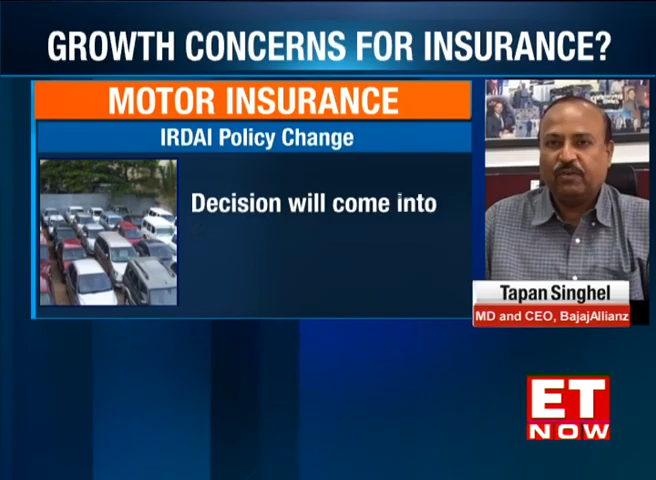 GROWTH CONCERNS FOR INSURANCE?
MOTOR INSURANCE
IRDAI Policy Change
Decision will come into
Tapan Singhel
MD and CEO, BajajAllianz
ET
NOW